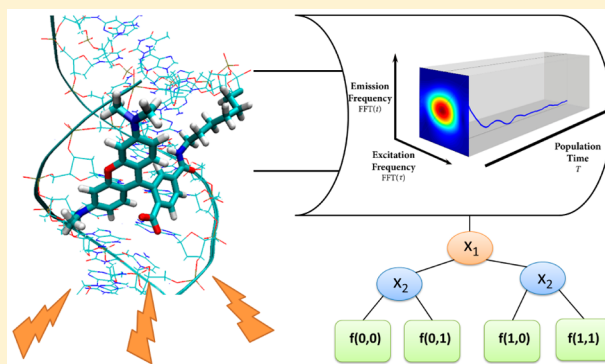 Emission
Frequency
FFT(t)
Excitation
Frequency
FFT(τ)
Population
Time
T
x₁
x₂
x₂
f(0,0)
f(0,1)
f(1,0)
f(1,1)